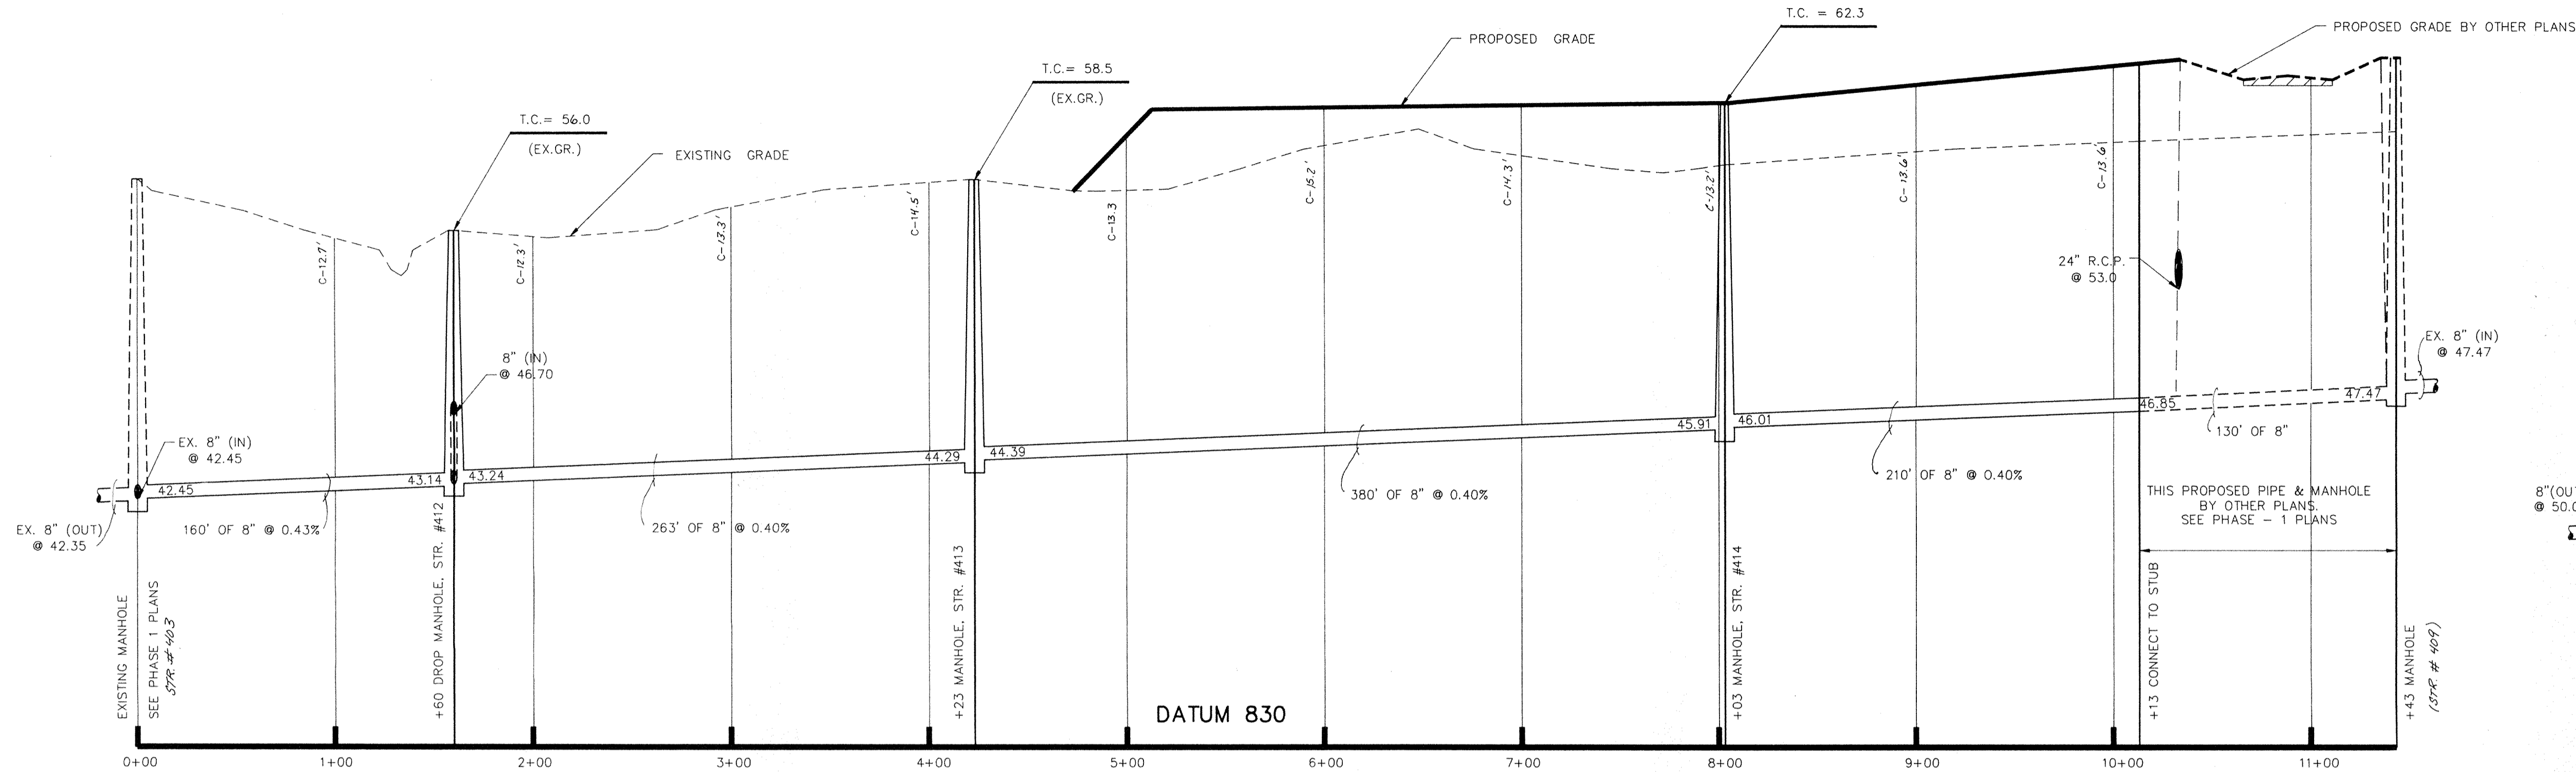 T.C. = 62.3
PROPOSED GRADE BY OTHER PLANS
PROPOSED GRADE
T.C.= 58.5
(EX.GR.)
T.C.= 56.0
(EX.GR.)
EXISTING GRADE
C-12.7'
C-12.3'
C-13.3'
C-14.5'
C-13.3
C-15.2'
C-14.3'
C-13.2'
C-13.6'
C-13.6'
24" R.C.P.
@ 53.0
EX. 8" (IN)
@ 47.47
8" (IN)
@ 46.70
EX. 8" (IN)
@ 42.45
42.45
43.14
43.24
44.29
44.39
45.91
46.01
46.85
47.47
EX. 8" (OUT)
@ 42.35
160' OF 8" @ 0.43%
263' OF 8" @ 0.40%
380' OF 8" @ 0.40%
210' OF 8" @ 0.40%
130' OF 8"
THIS PROPOSED PIPE & MANHOLE
BY OTHER PLANS.
SEE PHASE - 1 PLANS
8"(OU
@ 50.0
EXISTING MANHOLE
SEE PHASE 1 PLANS
STR. # 403
+60 DROP MANHOLE, STR. #412
+23 MANHOLE, STR. #413
+03 MANHOLE, STR. #414
+13 CONNECT TO STUB
+43 MANHOLE
(STR. # 409)
DATUM 830
0+00
1+00
2+00
3+00
4+00
5+00
6+00
7+00
8+00
9+00
10+00
11+00